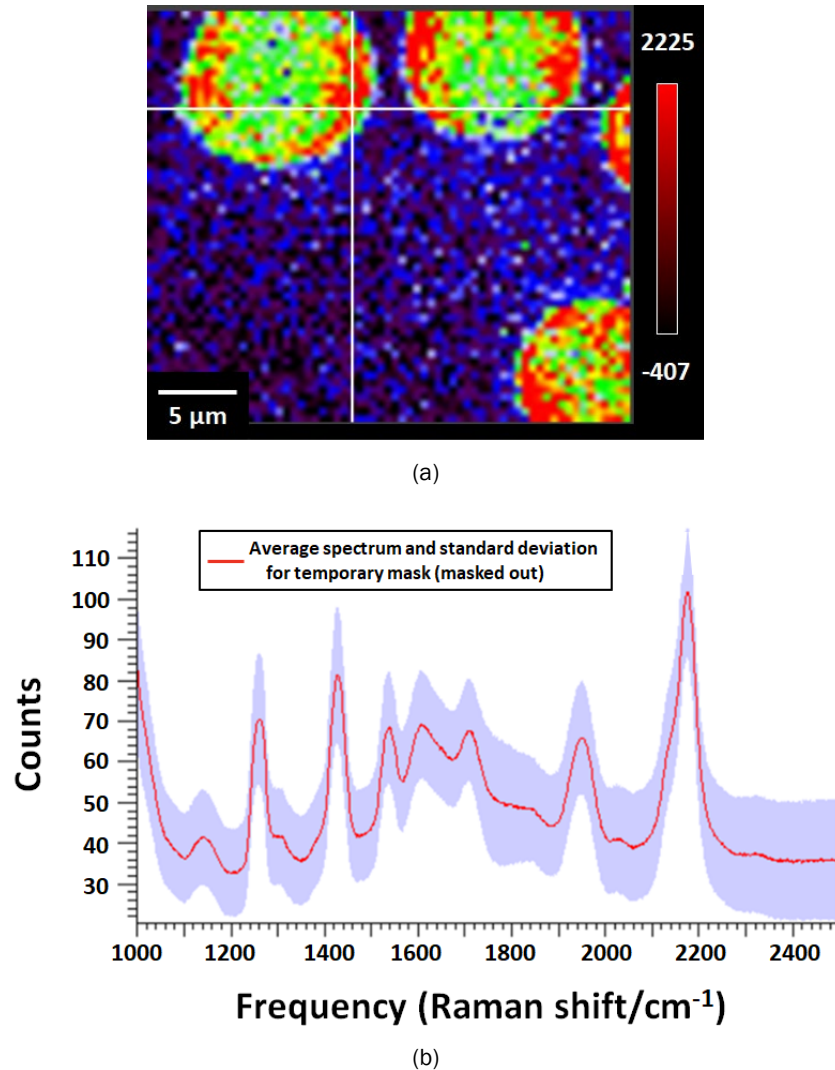 2225
-407
5 μm
(a)
Average spectrum and standard deviation
for temporary mask (masked out)
110
100
90
80
70
60
50
40
30
Counts
1000 1200 1400 1600 1800 2000 2200 2400
Frequency (Raman shift/cm⁻¹)
(b)